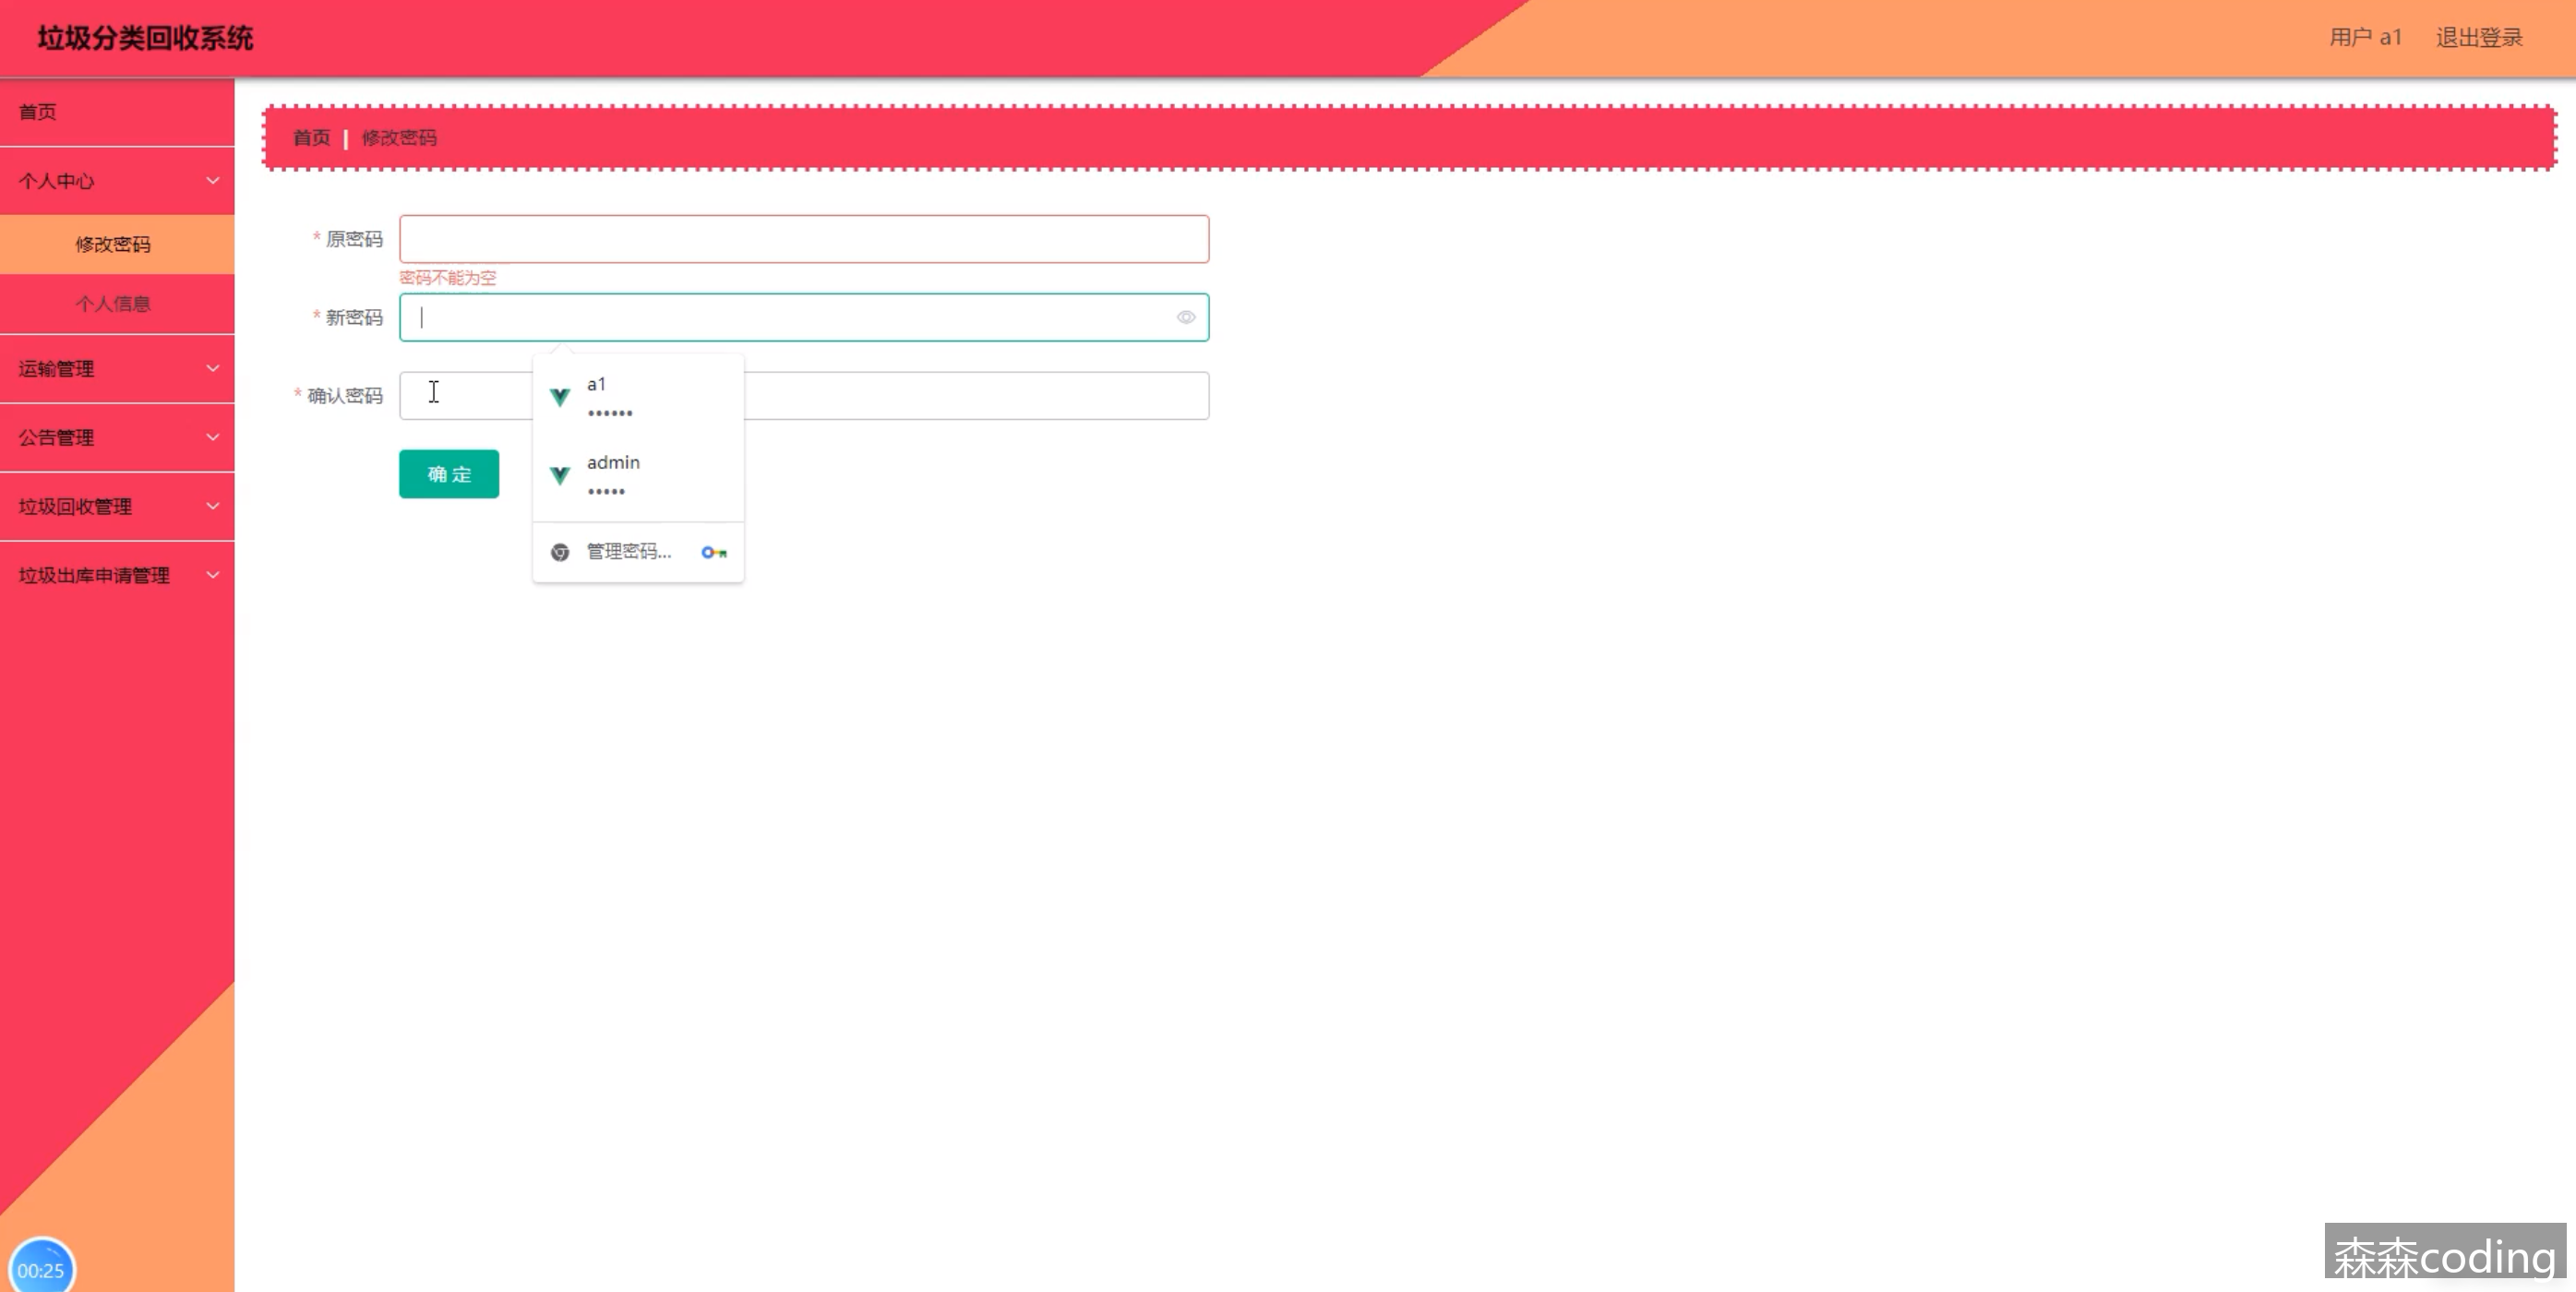 垃圾分类回收系统
用户 a1 退出登录
首页
个人中心
修改密码
个人信息
运输管理
公告管理
垃圾回收管理
垃圾出库申请管理
首页 | 修改密码
* 原密码
密码不能为空
* 新密码
* 确认密码
确 定
a1
••••••
admin
•••••
管理密码...
00:25
森森coding